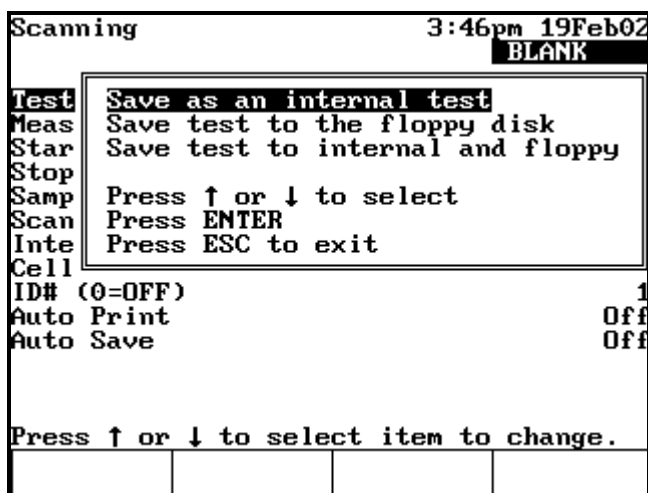 Scanning 3:46pm 19Feb02
BLANK
Test Save as an internal test
Meas Save test to the floppy disk
Star Save test to internal and floppy
Stop
Samp Press ↑ or ↓ to select
Scan Press ENTER
Inte Press ESC to exit
Cell
ID# (0=OFF) 1
Auto Print Off
Auto Save Off
Press ↑ or ↓ to select item to change.